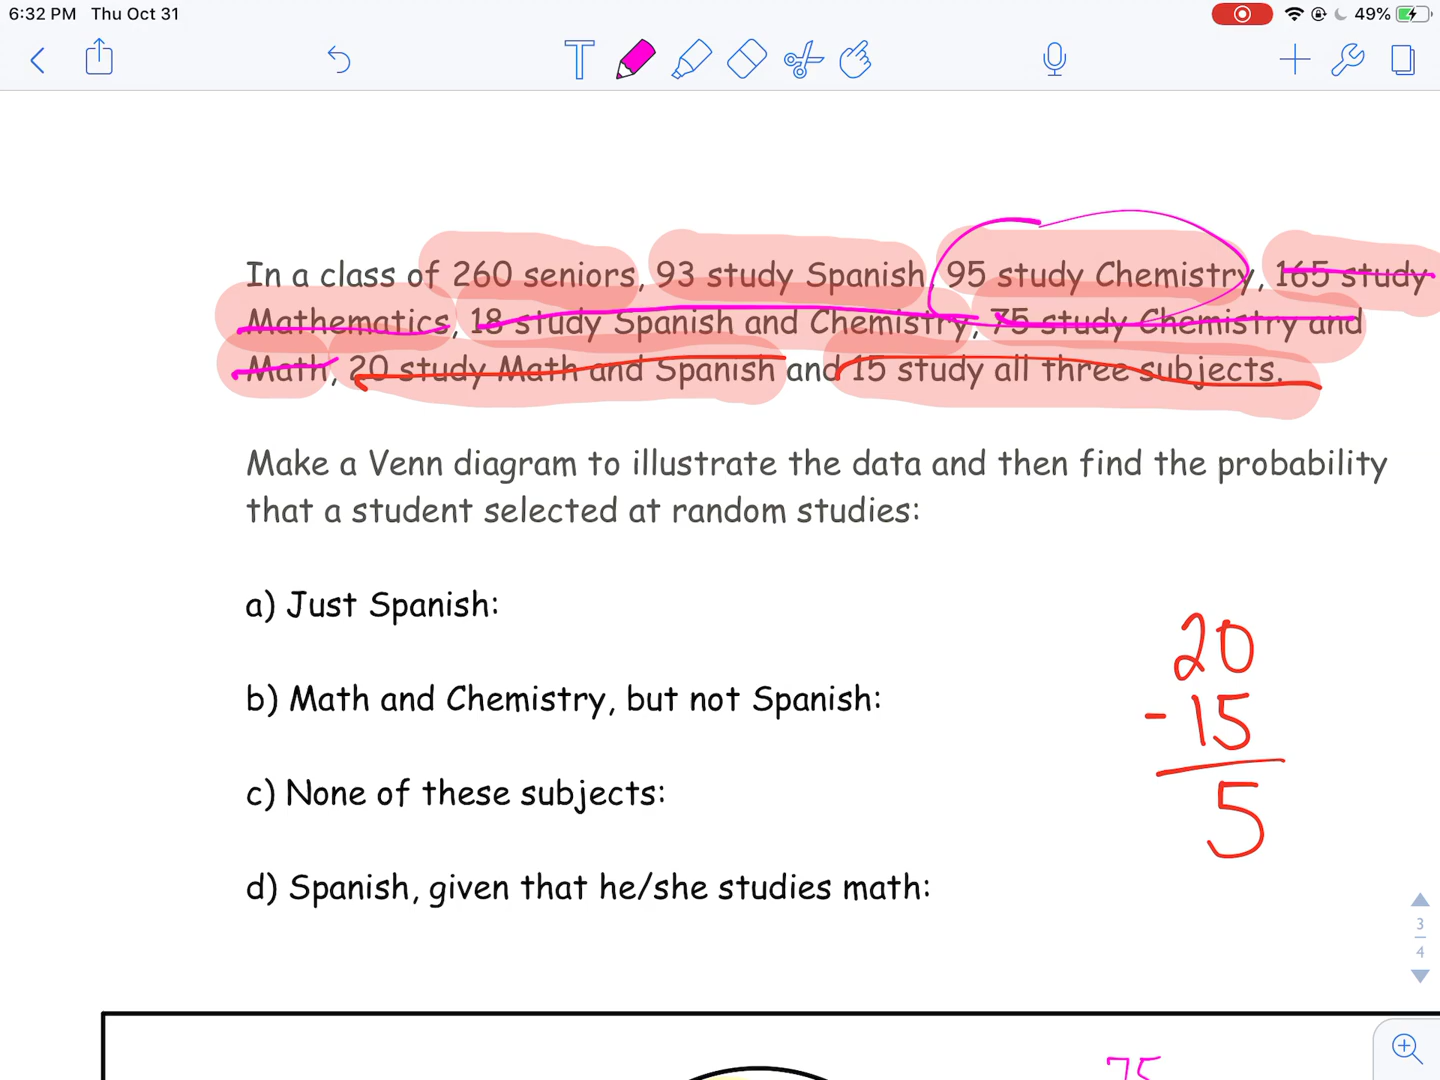 6:32 PM Thu Oct 31
49%
T
In a class of 260 seniors, 93 study Spanish, 95 study Chemistry, 165 study
Mathematics, 18 study Spanish and Chemistry, 75 study Chemistry and
Math, 20 study Math and Spanish and 15 study all three subjects.
Make a Venn diagram to illustrate the data and then find the probability
that a student selected at random studies:
a) Just Spanish:
b) Math and Chemistry, but not Spanish:
c) None of these subjects:
d) Spanish, given that he/she studies math:
20
-15
5
3
4
75